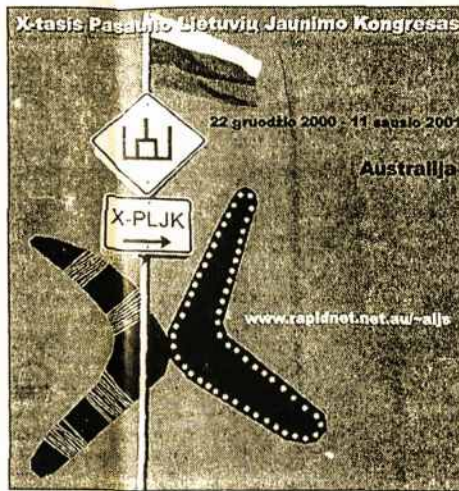 X-tasis Pasaulio Lietuvių Jaunimo Kongresas
22 gruodžio 2000 - 11 sausio 2001
Australija
X-PLJK
www.rapidnet.net.au/~aljs